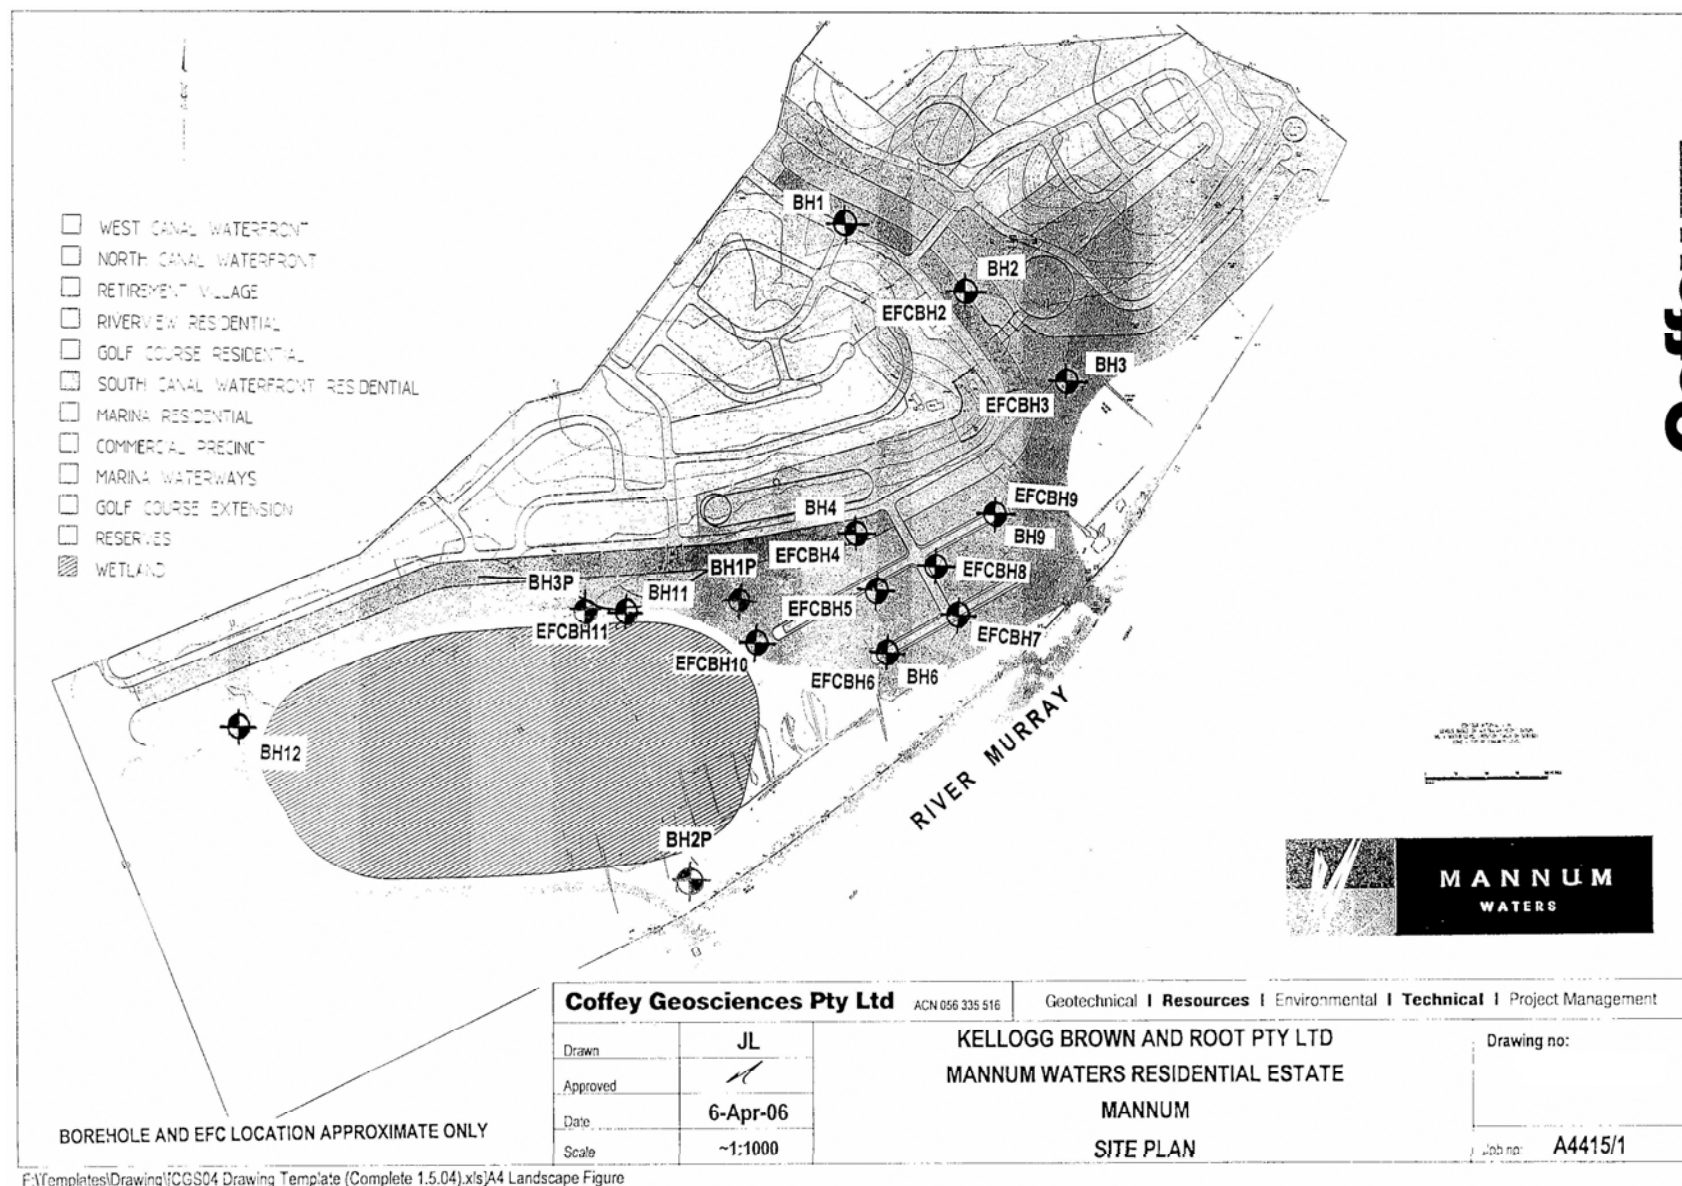 WEST CANAL WATERFRONT
NORTH CANAL WATERFRONT
RETIREMENT VILLAGE
RIVERVIEW RESIDENTIAL
GOLF COURSE RESIDENTIAL
SOUTH CANAL WATERFRONT RESIDENTIAL
MARINA RESIDENTIAL
COMMERCIAL PRECINCT
MARINA WATERWAYS
GOLF COURSE EXTENSION
RESERVES
WETLAND
BH1
BH2
EFCBH2
BH3
EFCBH3
EFCBH9
BH4
BH9
EFCBH4
EFCBH8
BH1P
BH3P
BH11
EFCBH5
EFCBH11
EFCBH7
EFCBH10
EFCBH6
BH6
BH12
RIVER MURRAY
BH2P
MANNUM
WATERS
Coffey Geosciences Pty Ltd ACN 056 335 516
Geotechnical | Resources | Environmental | Technical | Project Management
Drawn JL
Approved
Date 6-Apr-06
Scale ~1:1000
KELLOGG BROWN AND ROOT PTY LTD
MANNUM WATERS RESIDENTIAL ESTATE
MANNUM
SITE PLAN
Drawing no:
Job no: A4415/1
BOREHOLE AND EFC LOCATION APPROXIMATE ONLY
F:\Templates\Drawing\[CGS04 Drawing Template (Complete 1.5.04).xls]A4 Landscape Figure